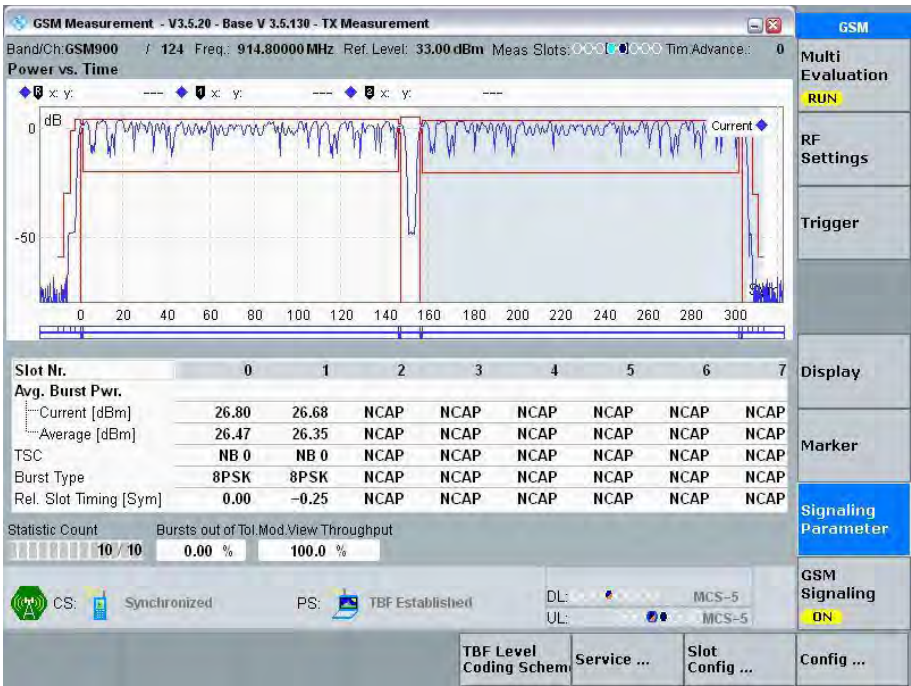 GSM Measurement - V3.5.20 - Base V 3.5.130 - TX Measurement
GSM
Band/Ch:GSM900 / 124 Freq.: 914.80000 MHz Ref. Level: 33.00 dBm Meas Slots: Tim Advance.: 0
Power vs. Time
Multi Evaluation
RUN
R x: y: --- 1 x: y: --- 2 x: y: ---
dB
Current
0
-50
0 20 40 60 80 100 120 140 160 180 200 220 240 260 280 300
RF Settings
Trigger
Slot Nr. 0 1 2 3 4 5 6 7
Avg. Burst Pwr.
Current [dBm] 26.80 26.68 NCAP NCAP NCAP NCAP NCAP NCAP
Average [dBm] 26.47 26.35 NCAP NCAP NCAP NCAP NCAP NCAP
TSC NB 0 NB 0 NCAP NCAP NCAP NCAP NCAP NCAP
Burst Type 8PSK 8PSK NCAP NCAP NCAP NCAP NCAP NCAP
Rel. Slot Timing [Sym] 0.00 -0.25 NCAP NCAP NCAP NCAP NCAP NCAP
Display
Marker
Signaling Parameter
Statistic Count Bursts out of Tol. Mod.View Throughput
10 / 10 0.00 % 100.0 %
GSM Signaling
ON
CS: Synchronized PS: TBF Established DL: MCS-5
UL: MCS-5
TBF Level
Coding Schem
Service ...
Slot
Config ...
Config ...